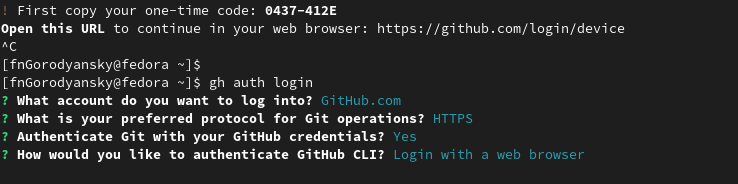 ! First copy your one-time code: 0437-412E
Open this URL to continue in your web browser: https://github.com/login/device
^C
[fnGorodyansky@fedora ~]$
[fnGorodyansky@fedora ~]$ gh auth login
? What account do you want to log into? GitHub.com
? What is your preferred protocol for Git operations? HTTPS
? Authenticate Git with your GitHub credentials? Yes
? How would you like to authenticate GitHub CLI? Login with a web browser